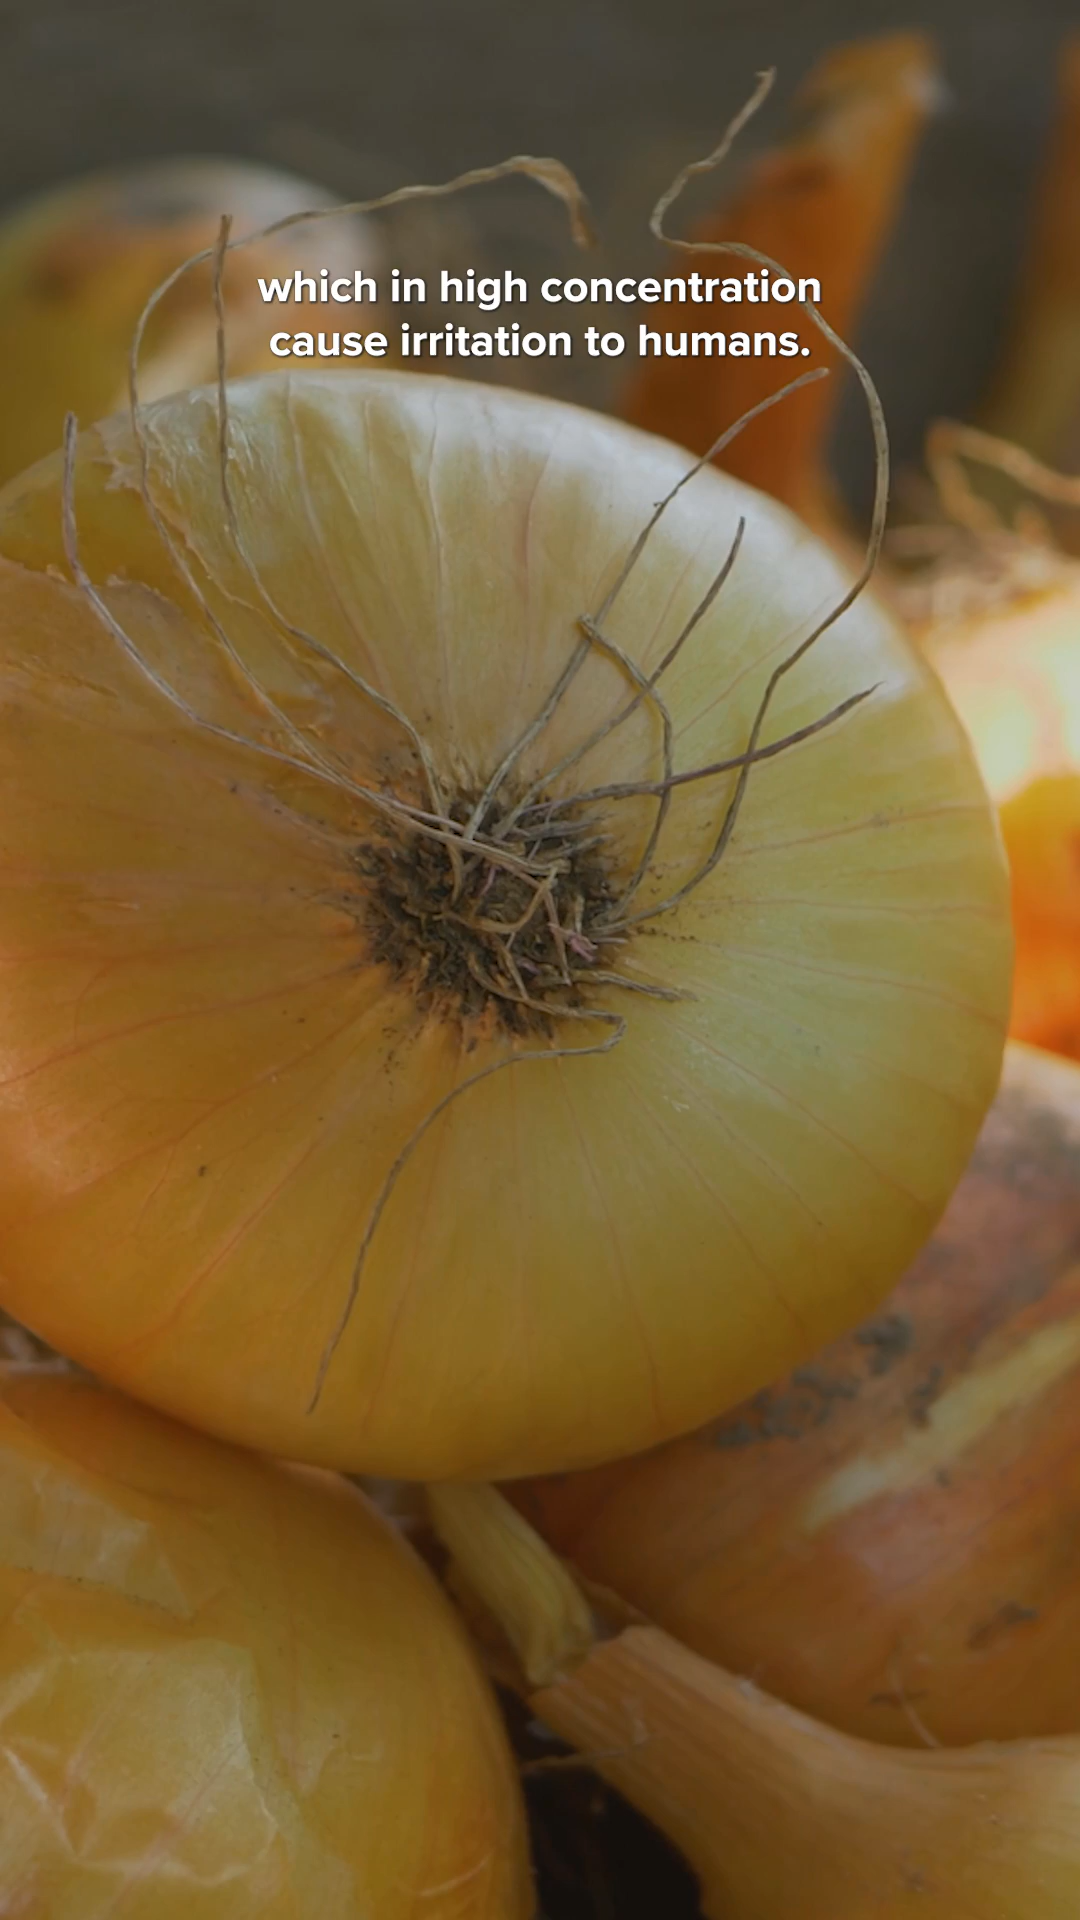 which in high concentration
cause irritation to humans.